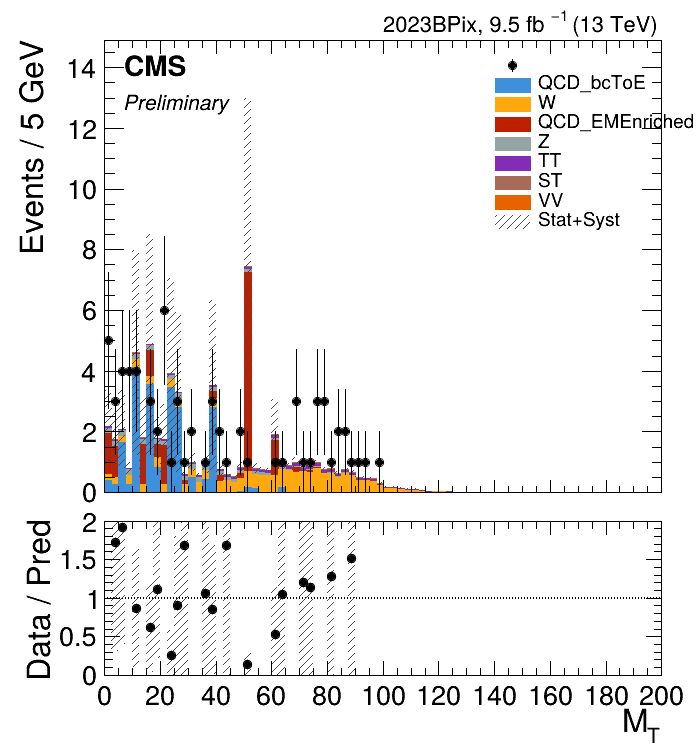 2023BPix, 9.5 fb⁻¹ (13 TeV)
Events / 5 GeV
CMS
Preliminary
QCD_bcToE
W
QCD_EMEnriched
Z
TT
ST
VV
Stat+Syst
14
12
10
8
6
4
2
0
Data / Pred
2
1.5
1
0.5
0
0 20 40 60 80 100 120 140 160 180 200
M_T